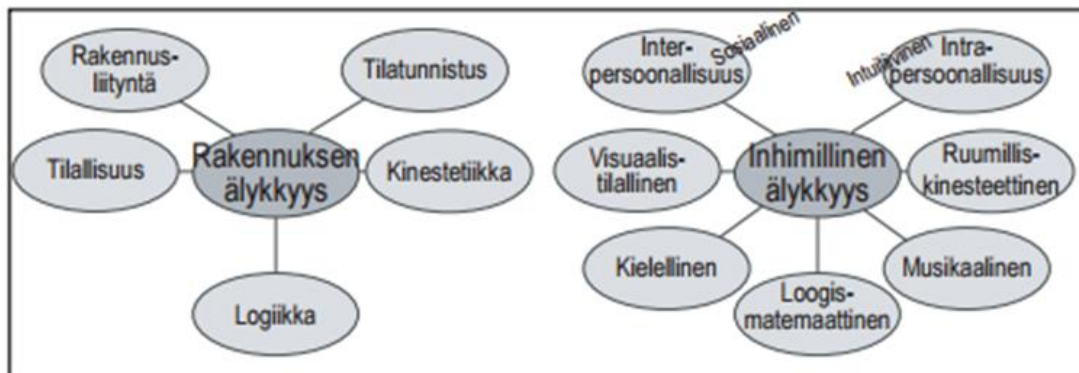 Rakennus-
liityntä
Tilatunnistus
Tilallisuus
Rakennuksen
älykkyys
Kinestetiikka
Logiikka
Inter-
persoonallisuus
Sosiaalinen
Intuitiivinen
Intra-
persoonallisuus
Visuaalis-
tilallinen
Inhimillinen
älykkyys
Ruumillis-
kinesteettinen
Kielellinen
Loogis-
matemaattinen
Musikaalinen